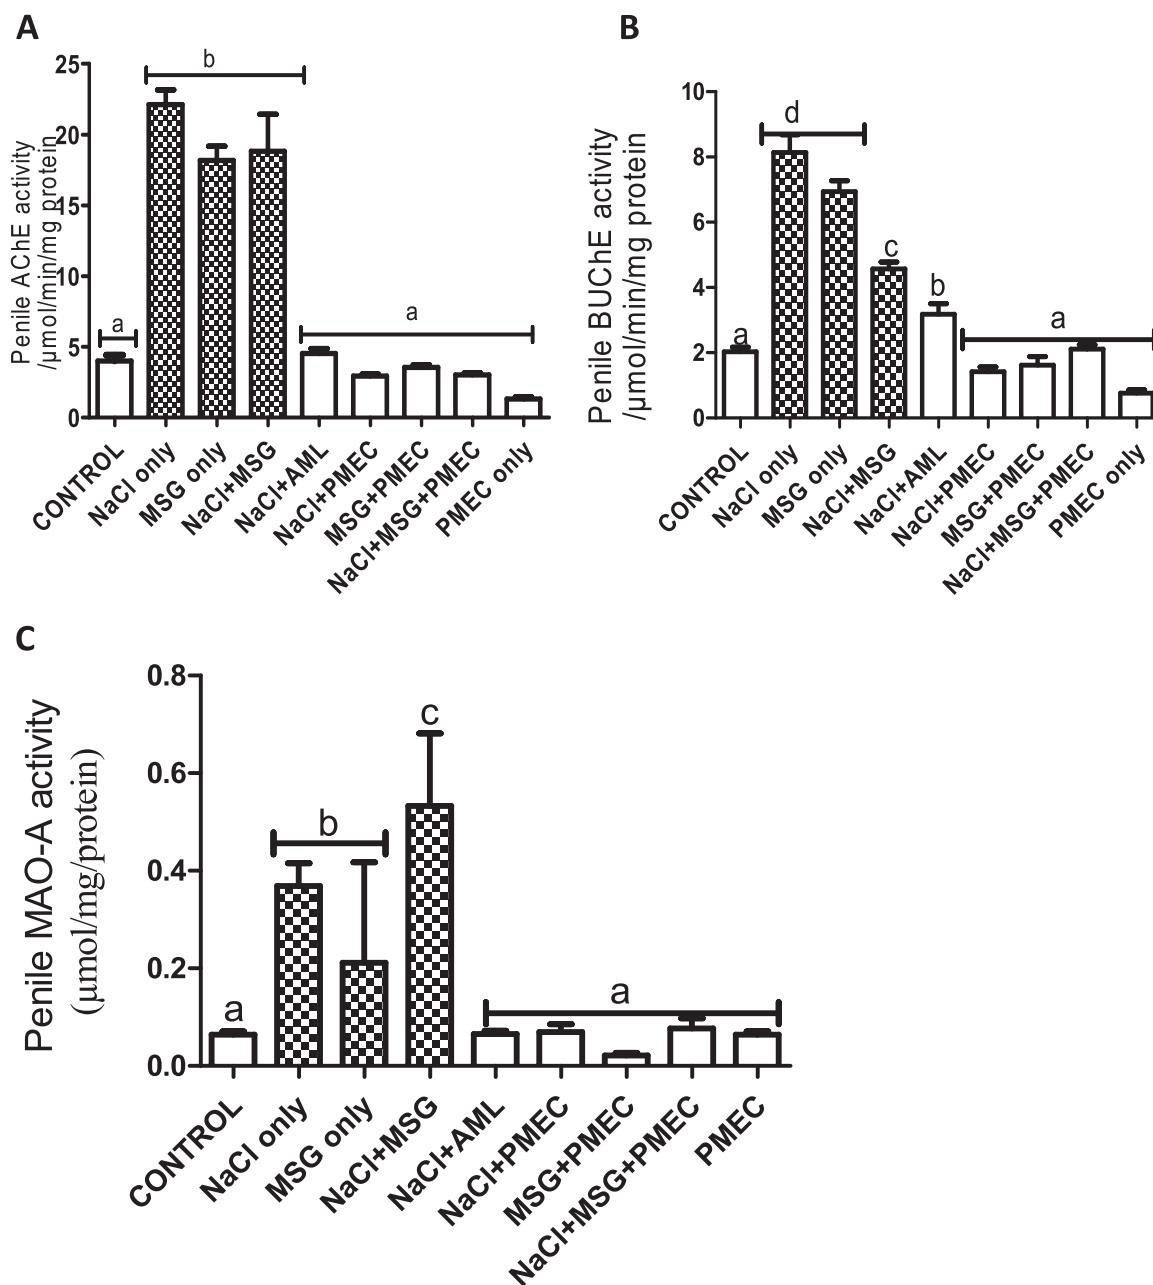 A
Penile AChE activity
/µmol/min/mg protein
25
20
15
10
5
0
b
a
a
CONTROL
NaCl only
MSG only
NaCl+MSG
NaCl+AML
NaCl+PMEC
MSG+PMEC
NaCl+MSG+PMEC
PMEC only
B
Penile BUChE activity
/µmol/min/mg protein
10
8
6
4
2
0
d
c
b
a
a
CONTROL
NaCl only
MSG only
NaCl+MSG
NaCl+AML
NaCl+PMEC
MSG+PMEC
NaCl+MSG+PMEC
PMEC only
C
Penile MAO-A activity
(µmol/mg/protein)
0.8
0.6
0.4
0.2
0.0
c
b
a
a
CONTROL
NaCl only
MSG only
NaCl+MSG
NaCl+AML
NaCl+PMEC
MSG+PMEC
NaCl+MSG+PMEC
PMEC